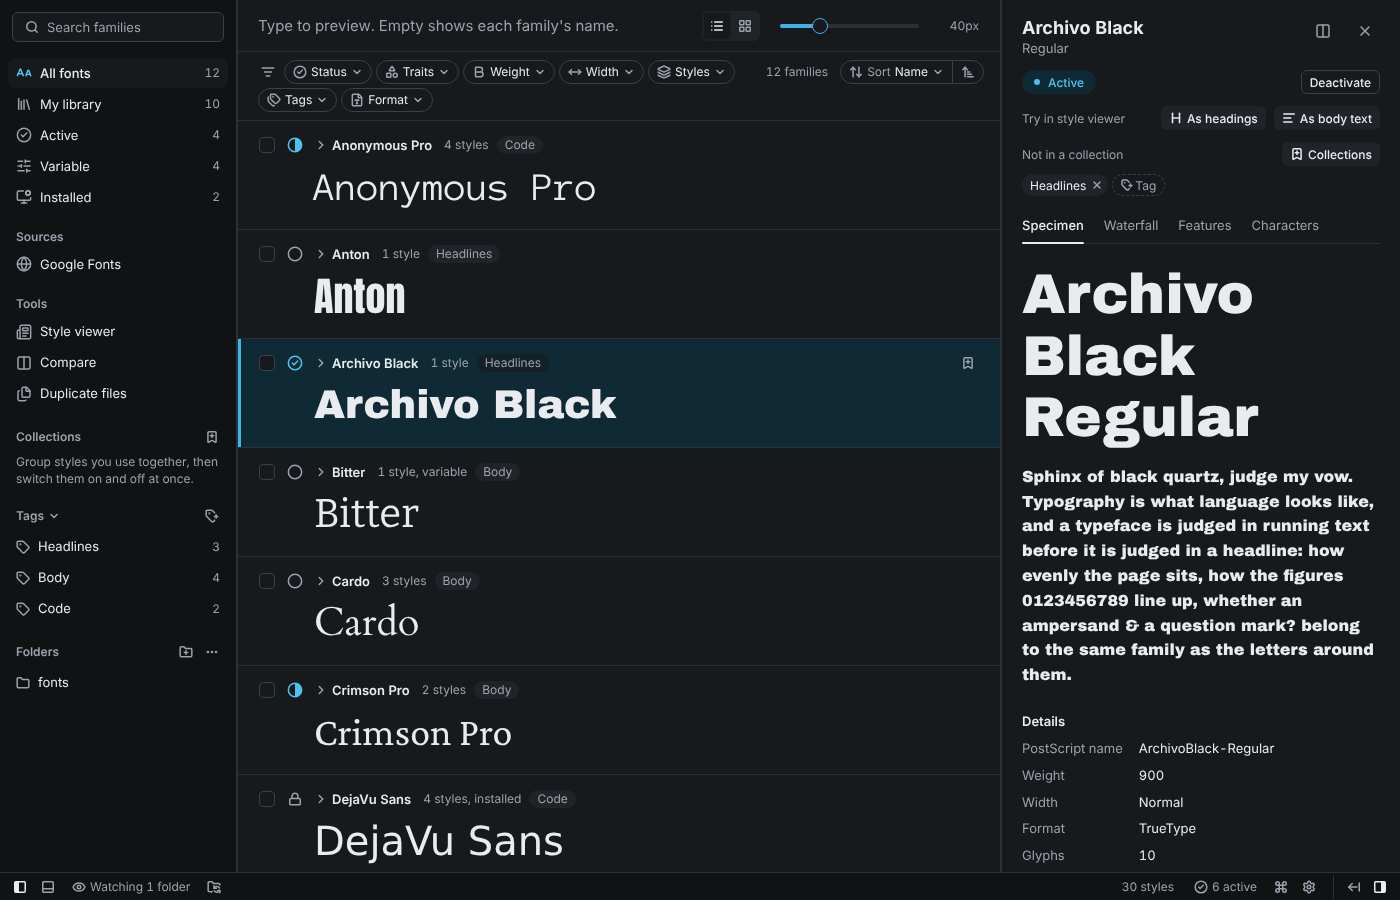 Search families
All fonts 12
My library 10
Active 4
Variable 4
Installed 2
Sources
Google Fonts
Tools
Style viewer
Compare
Duplicate files
Collections
Group styles you use together, then
switch them on and off at once.
Tags
Headlines 3
Body 4
Code 2
Folders
fonts
Type to preview. Empty shows each family's name.
40px
Status Traits Weight Width Styles
12 families Sort Name
Tags Format
Anonymous Pro 4 styles Code
Anonymous Pro
Anton 1 style Headlines
Anton
Archivo Black 1 style Headlines
Archivo Black
Bitter 1 style, variable Body
Bitter
Cardo 3 styles Body
Cardo
Crimson Pro 2 styles Body
Crimson Pro
DejaVu Sans 4 styles, installed Code
DejaVu Sans
Archivo Black
Regular
Active Deactivate
Try in style viewer As headings As body text
Not in a collection Collections
Headlines Tag
Specimen Waterfall Features Characters
Archivo
Black
Regular
Sphinx of black quartz, judge my vow.
Typography is what language looks like,
and a typeface is judged in running text
before it is judged in a headline: how
evenly the page sits, how the figures
0123456789 line up, whether an
ampersand & a question mark? belong
to the same family as the letters around
them.
Details
PostScript name ArchivoBlack-Regular
Weight 900
Width Normal
Format TrueType
Glyphs 10
Watching 1 folder
30 styles 6 active